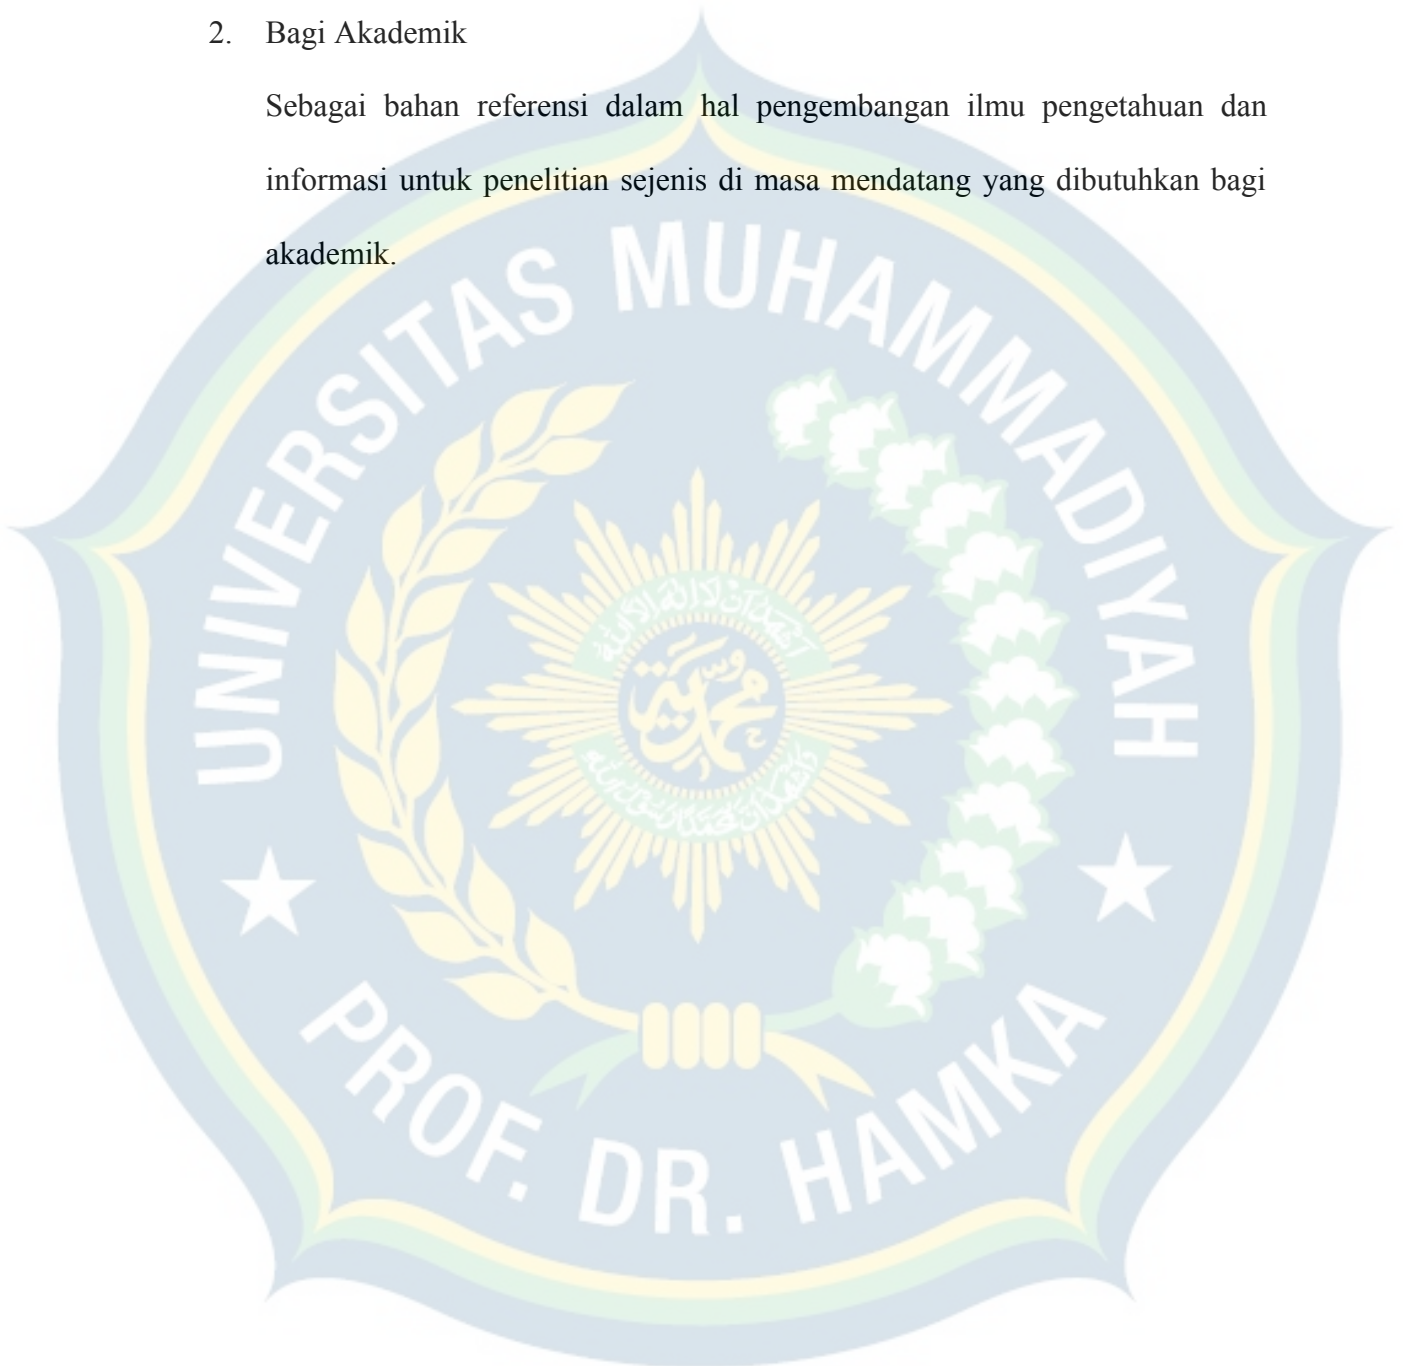 2. Bagi Akademik
Sebagai bahan referensi dalam hal pengembangan ilmu pengetahuan dan
informasi untuk penelitian sejenis di masa mendatang yang dibutuhkan bagi
akademik.
UNIVERSITAS MUHAMMADIYAH
محمدية
PROF. DR. HAMKA